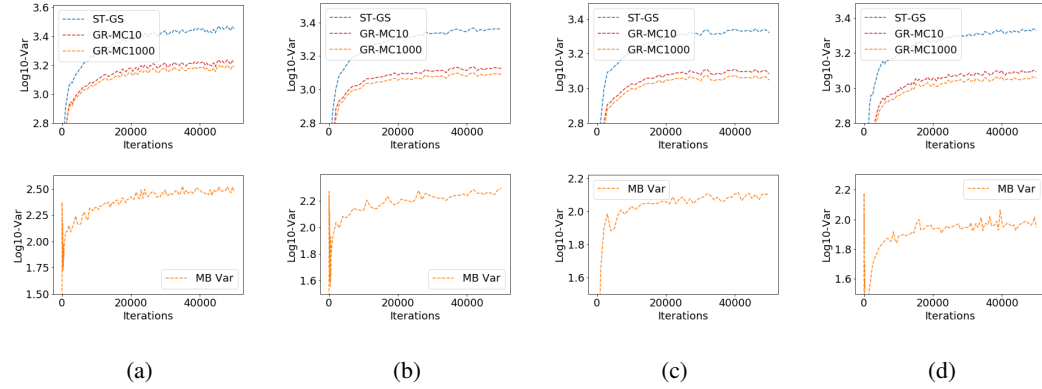 3.6
3.4
3.2
3.0
2.8
Log10-Var
ST-GS
GR-MC10
GR-MC1000
0 20000 40000
Iterations
3.4
3.2
3.0
2.8
Log10-Var
ST-GS
GR-MC10
GR-MC1000
0 20000 40000
Iterations
3.4
3.2
3.0
2.8
Log10-Var
ST-GS
GR-MC10
GR-MC1000
0 20000 40000
Iterations
3.4
3.2
3.0
2.8
Log10-Var
ST-GS
GR-MC10
GR-MC1000
0 20000 40000
Iterations
2.50
2.25
2.00
1.75
1.50
Log10-Var
MB Var
0 20000 40000
Iterations
2.2
2.0
1.8
1.6
Log10-Var
MB Var
0 20000 40000
Iterations
2.2
2.0
1.8
1.6
Log10-Var
MB Var
0 20000 40000
Iterations
2.2
2.0
1.8
1.6
Log10-Var
MB Var
0 20000 40000
Iterations
(a) (b) (c) (d)